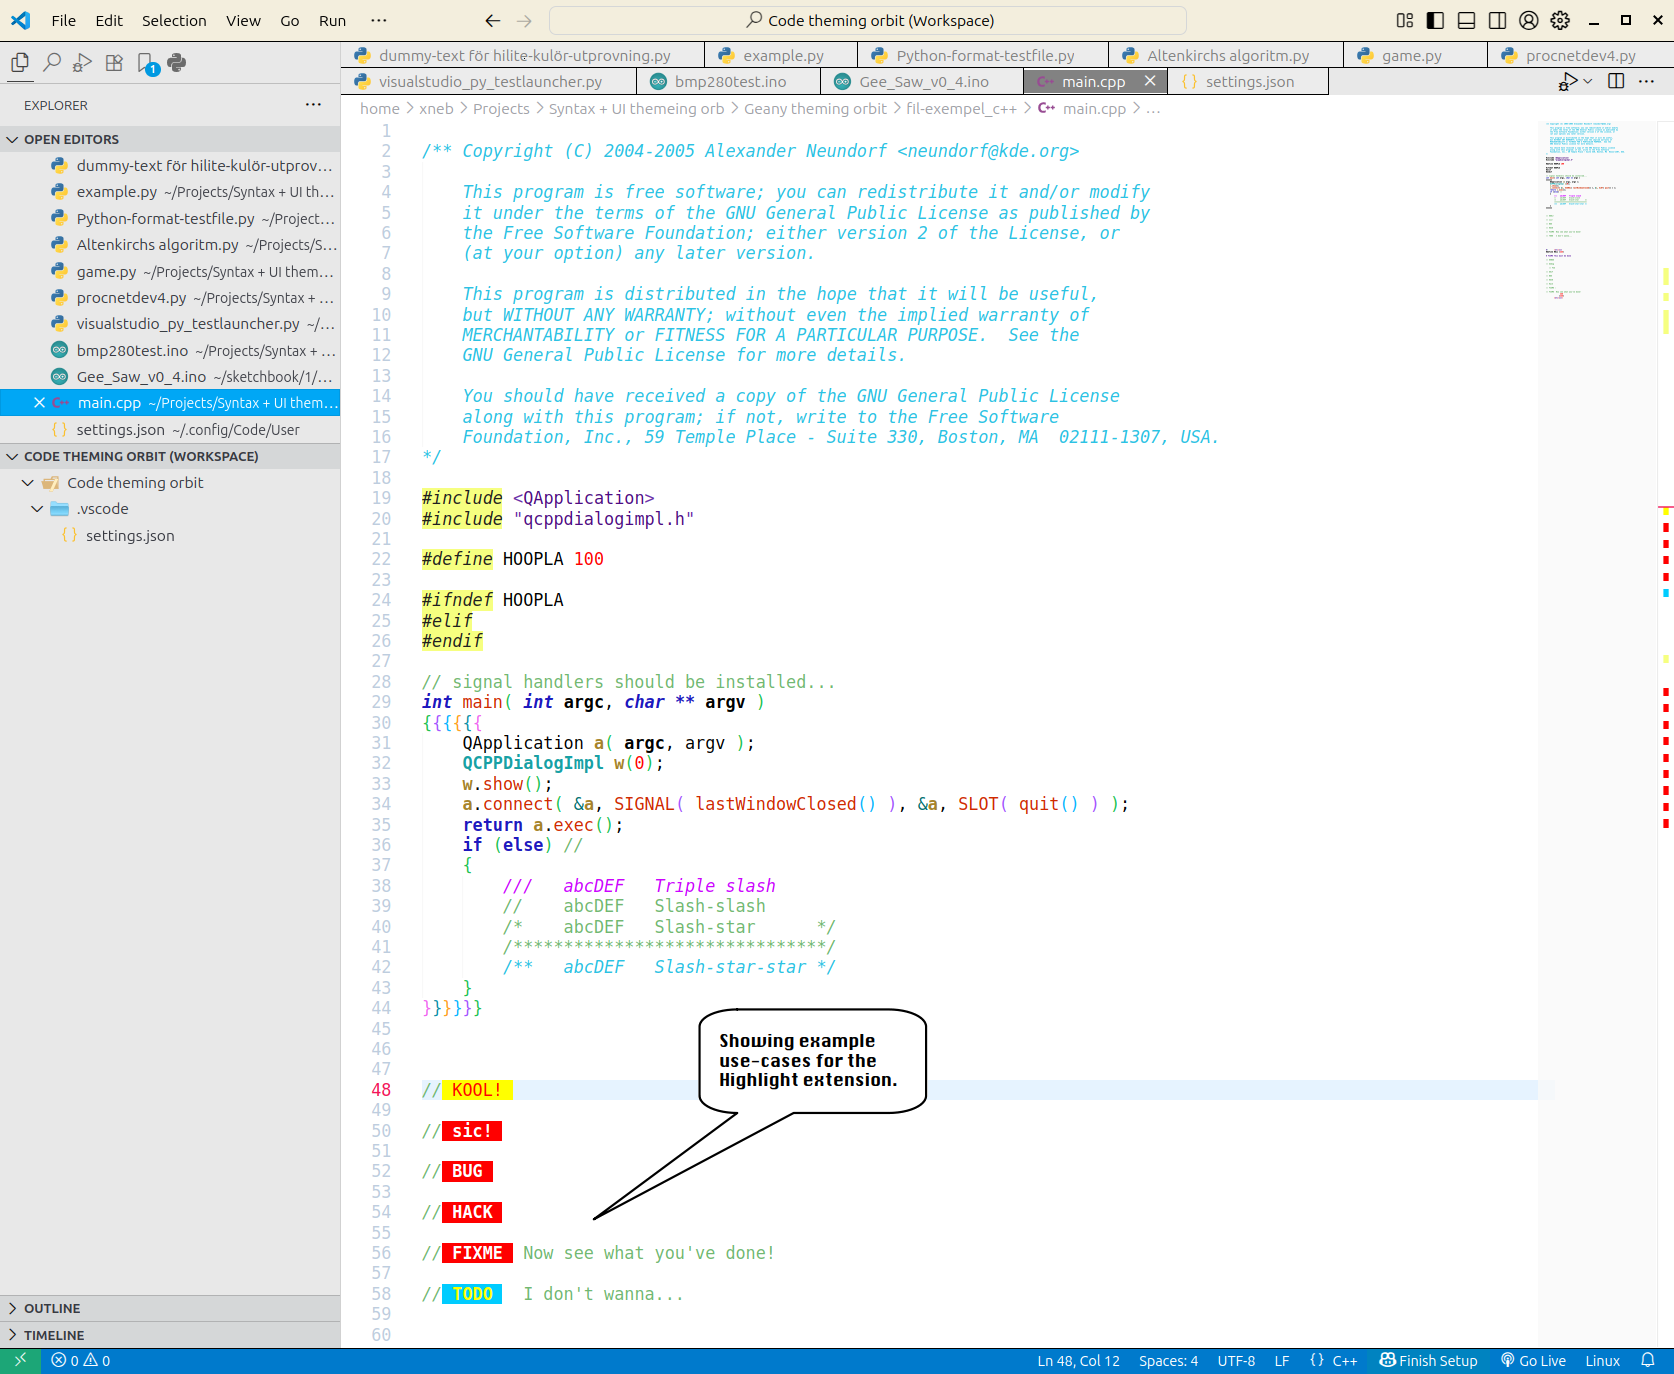 File Edit Selection View Go Run ···
Code theming orbit (Workspace)
EXPLORER
OPEN EDITORS
dummy-text för hilite-kulör-utprov...
example.py ~/Projects/Syntax + UI th...
Python-format-testfile.py ~/Project...
Altenkirchs algoritm.py ~/Projects/S...
game.py ~/Projects/Syntax + UI them...
procnetdev4.py ~/Projects/Syntax + ...
visualstudio_py_testlauncher.py ~/...
bmp280test.ino ~/Projects/Syntax + ...
Gee_Saw_v0_4.ino ~/sketchbook/1/...
main.cpp ~/Projects/Syntax + UI them...
settings.json ~/.config/Code/User
CODE THEMING ORBIT (WORKSPACE)
Code theming orbit
.vscode
settings.json
OUTLINE
TIMELINE
dummy-text för hilite-kulör-utprovning.py example.py Python-format-testfile.py Altenkirchs algoritm.py game.py procnetdev4.py
visualstudio_py_testlauncher.py bmp280test.ino Gee_Saw_v0_4.ino main.cpp settings.json
home > xneb > Projects > Syntax + UI themeing orb > Geany theming orbit > fil-exempel_c++ > main.cpp > ...
1
2 /** Copyright (C) 2004-2005 Alexander Neundorf <neundorf@kde.org>
3
4 This program is free software; you can redistribute it and/or modify
5 it under the terms of the GNU General Public License as published by
6 the Free Software Foundation; either version 2 of the License, or
7 (at your option) any later version.
8
9 This program is distributed in the hope that it will be useful,
10 but WITHOUT ANY WARRANTY; without even the implied warranty of
11 MERCHANTABILITY or FITNESS FOR A PARTICULAR PURPOSE.  See the
12 GNU General Public License for more details.
13
14 You should have received a copy of the GNU General Public License
15 along with this program; if not, write to the Free Software
16 Foundation, Inc., 59 Temple Place - Suite 330, Boston, MA  02111-1307, USA.
17 */
18
19 #include <QApplication>
20 #include "qcppdialogimpl.h"
21
22 #define HOOPLA 100
23
24 #ifndef HOOPLA
25 #elif
26 #endif
27
28 // signal handlers should be installed...
29 int main( int argc, char ** argv )
30 {{{{{{
31 QApplication a( argc, argv );
32 QCPPDialogImpl w(0);
33 w.show();
34 a.connect( &a, SIGNAL( lastWindowClosed() ), &a, SLOT( quit() ) );
35 return a.exec();
36 if (else) //
37 {
38 ///   abcDEF   Triple slash
39 //    abcDEF   Slash-slash
40 /*    abcDEF   Slash-star      */
41 /*******************************/
42 /**   abcDEF   Slash-star-star */
43 }
44 }}}}}}
45
46
47
48 // KOOL!
49
50 // sic!
51
52 // BUG
53
54 // HACK
55
56 // FIXME Now see what you've done!
57
58 // TODO  I don't wanna...
59
60
Showing example
use-cases for the
Highlight extension.
1
0 0
Ln 48, Col 12 Spaces: 4 UTF-8 LF {} C++ Finish Setup Go Live Linux